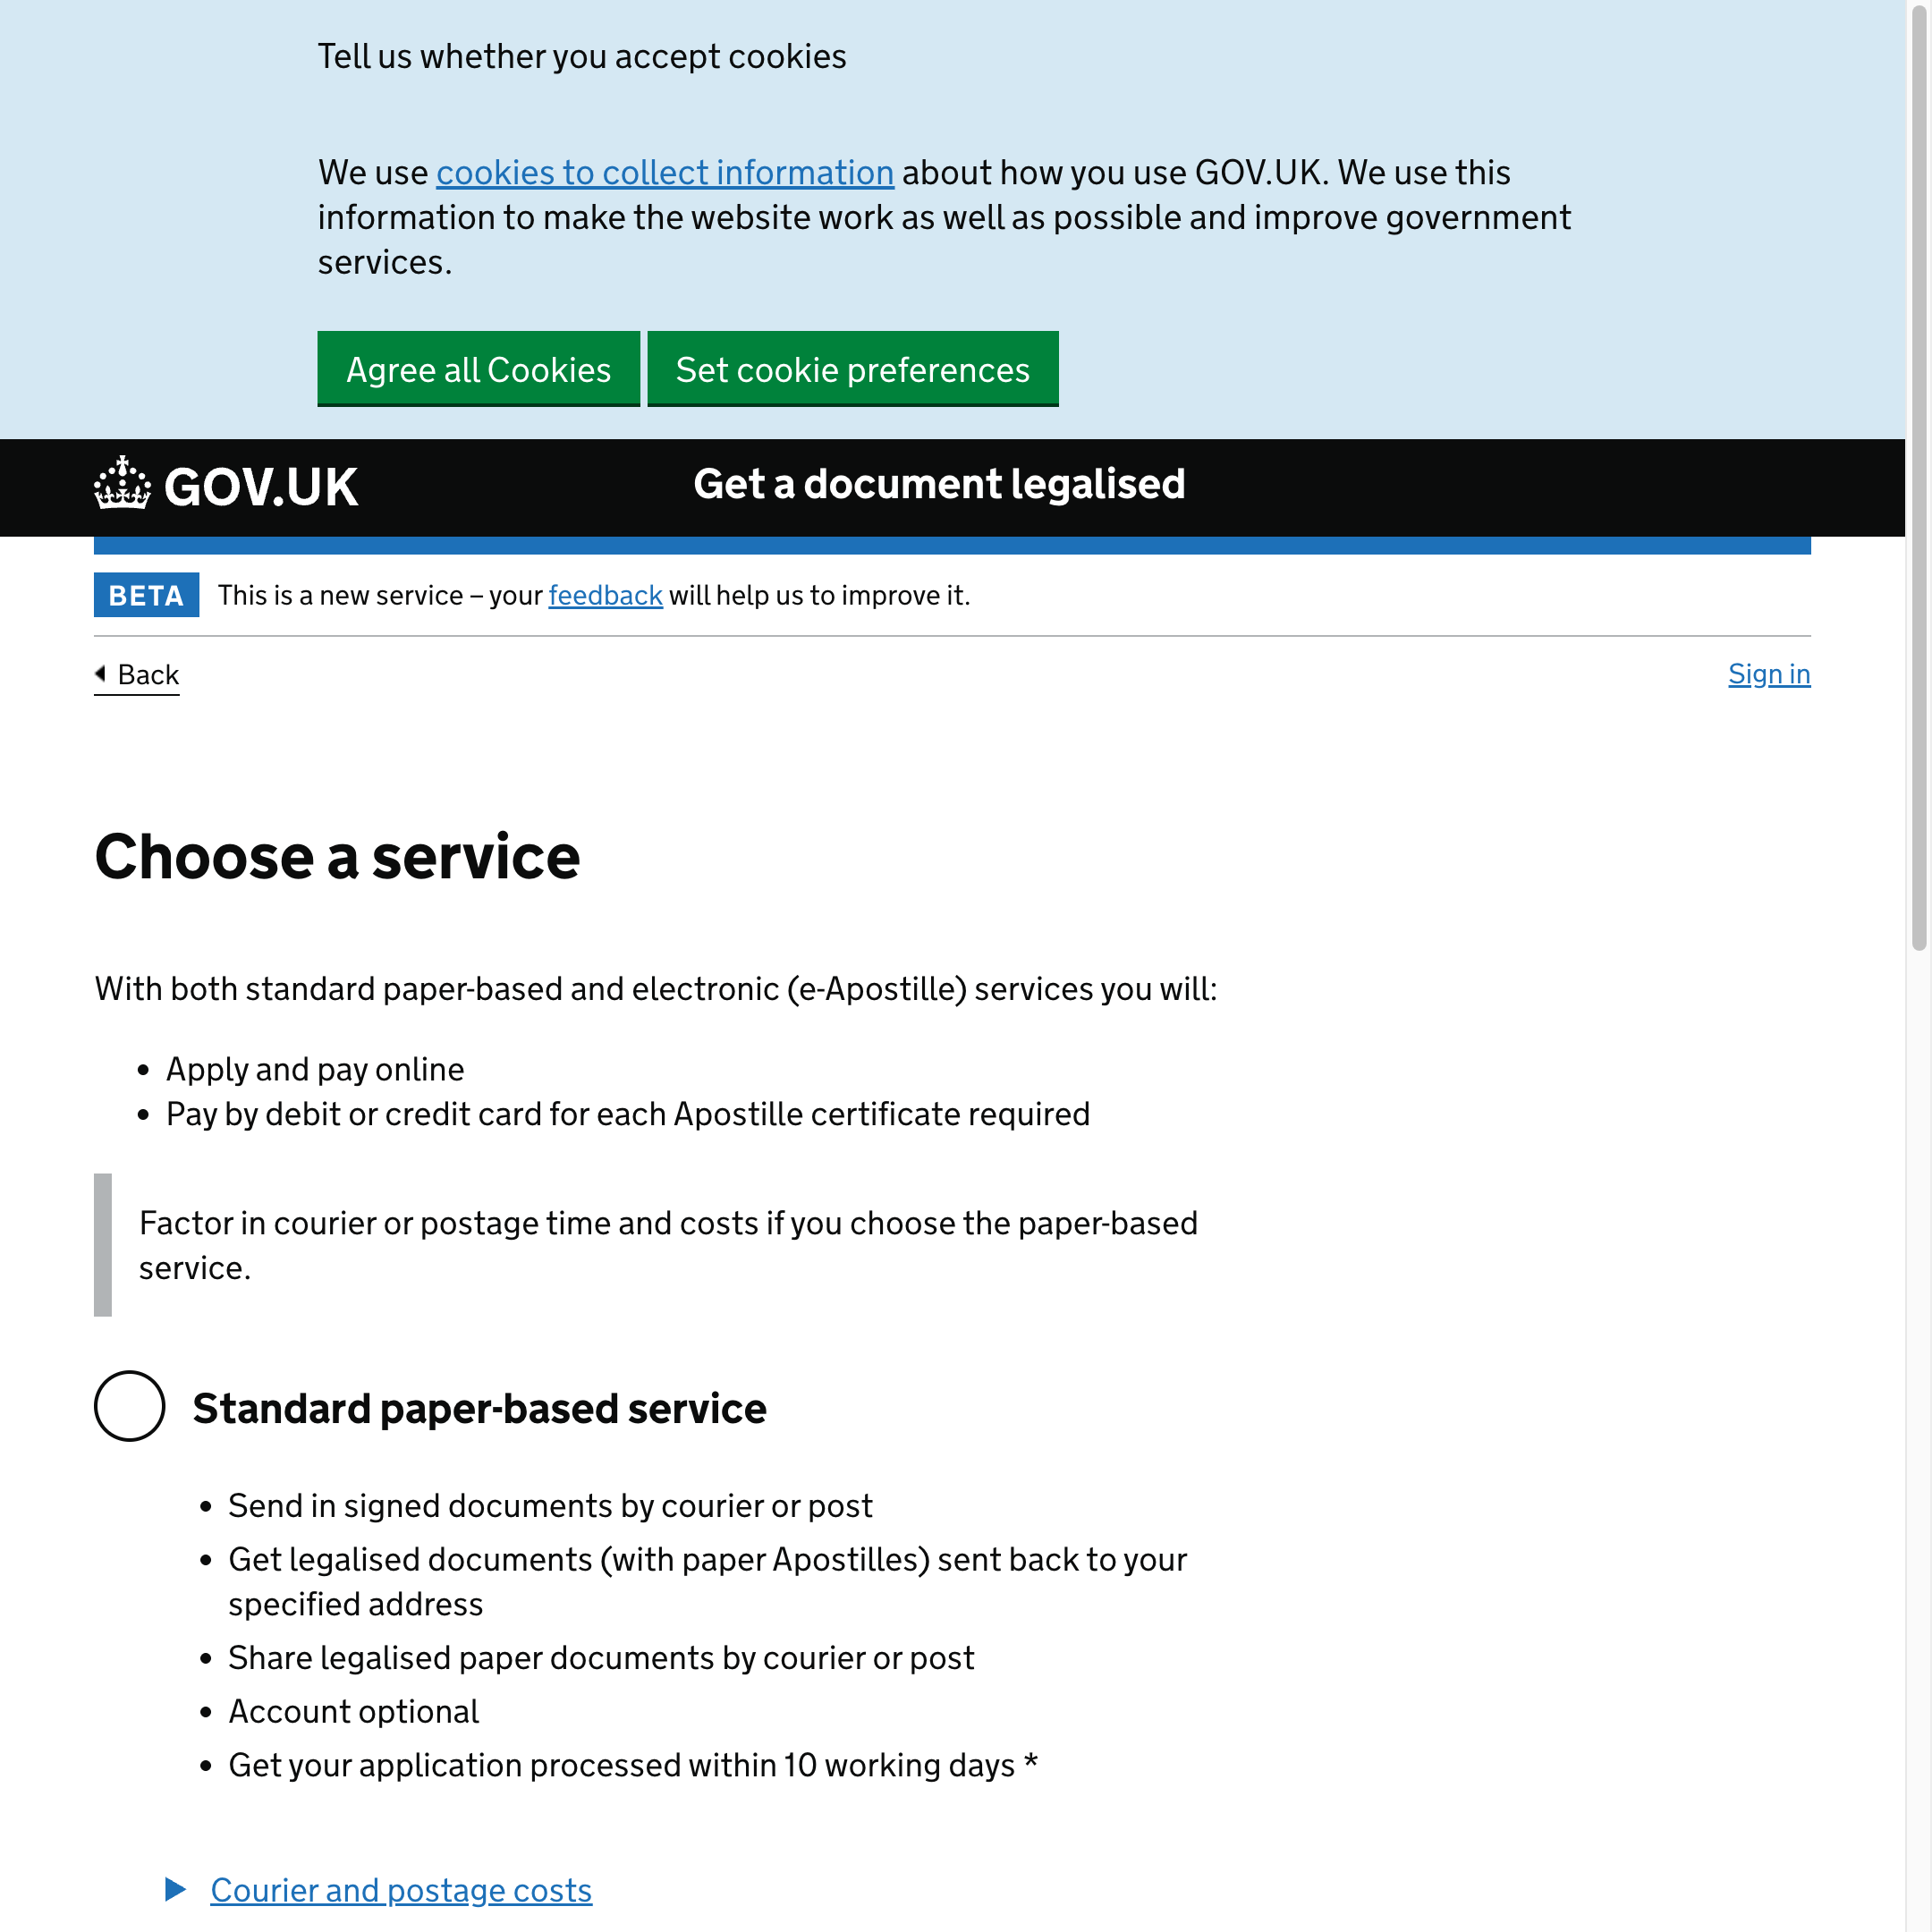 Tell us whether you accept cookies
We use cookies to collect information about how you use GOV.UK. We use this
information to make the website work as well as possible and improve government
services.
Agree all Cookies
Set cookie preferences
GOV.UK
Get a document legalised
BETA
This is a new service – your feedback will help us to improve it.
Back
Sign in
Choose a service
With both standard paper-based and electronic (e-Apostille) services you will:
• Apply and pay online
• Pay by debit or credit card for each Apostille certificate required
Factor in courier or postage time and costs if you choose the paper-based
service.
Standard paper-based service
• Send in signed documents by courier or post
• Get legalised documents (with paper Apostilles) sent back to your
specified address
• Share legalised paper documents by courier or post
• Account optional
• Get your application processed within 10 working days *
Courier and postage costs